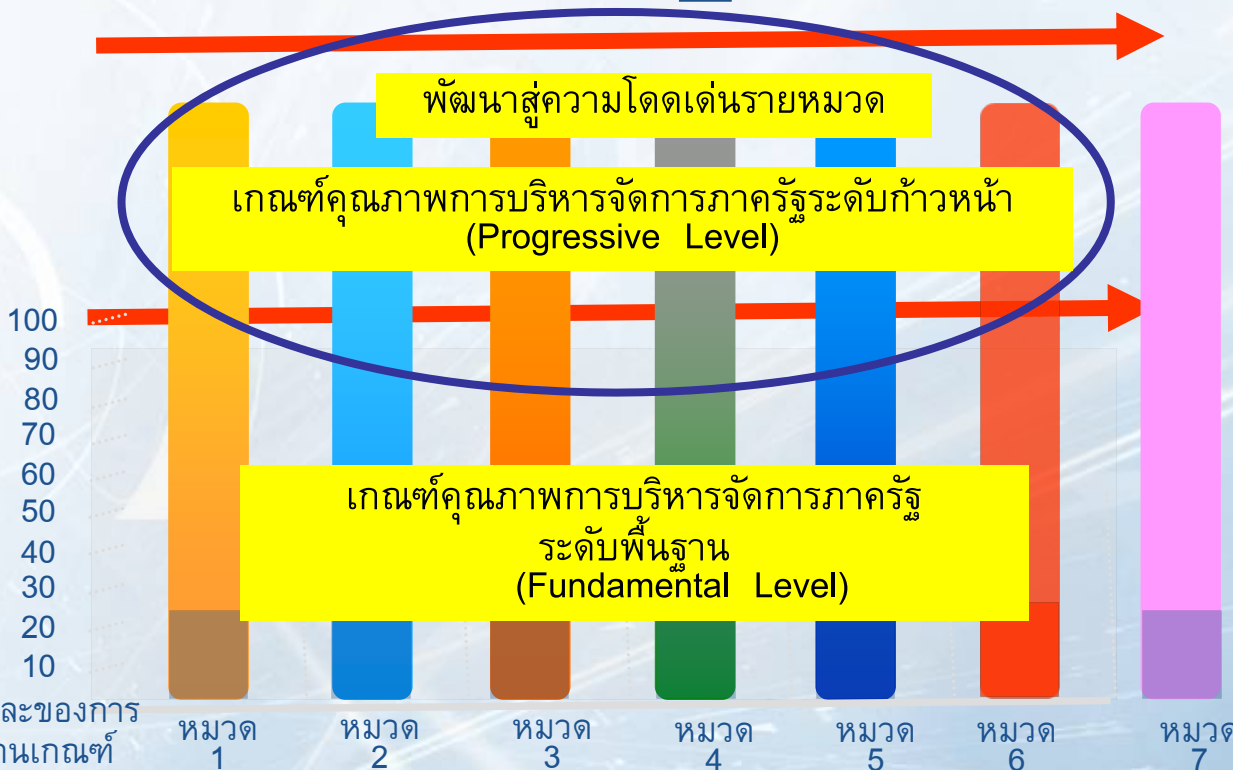 พัฒนาสู่ความโดดเด่นรายหมวด
เกณฑ์คุณภาพการบริหารจัดการภาครัฐระดับก้าวหน้า
(Progressive Level)
100
90
80
70
60
50
40
30
20
10
เกณฑ์คุณภาพการบริหารจัดการภาครัฐ
ระดับพื้นฐาน
(Fundamental Level)
ละของการ
านเกณฑ์
หมวด
1
หมวด
2
หมวด
3
หมวด
4
หมวด
5
หมวด
6
หมวด
7